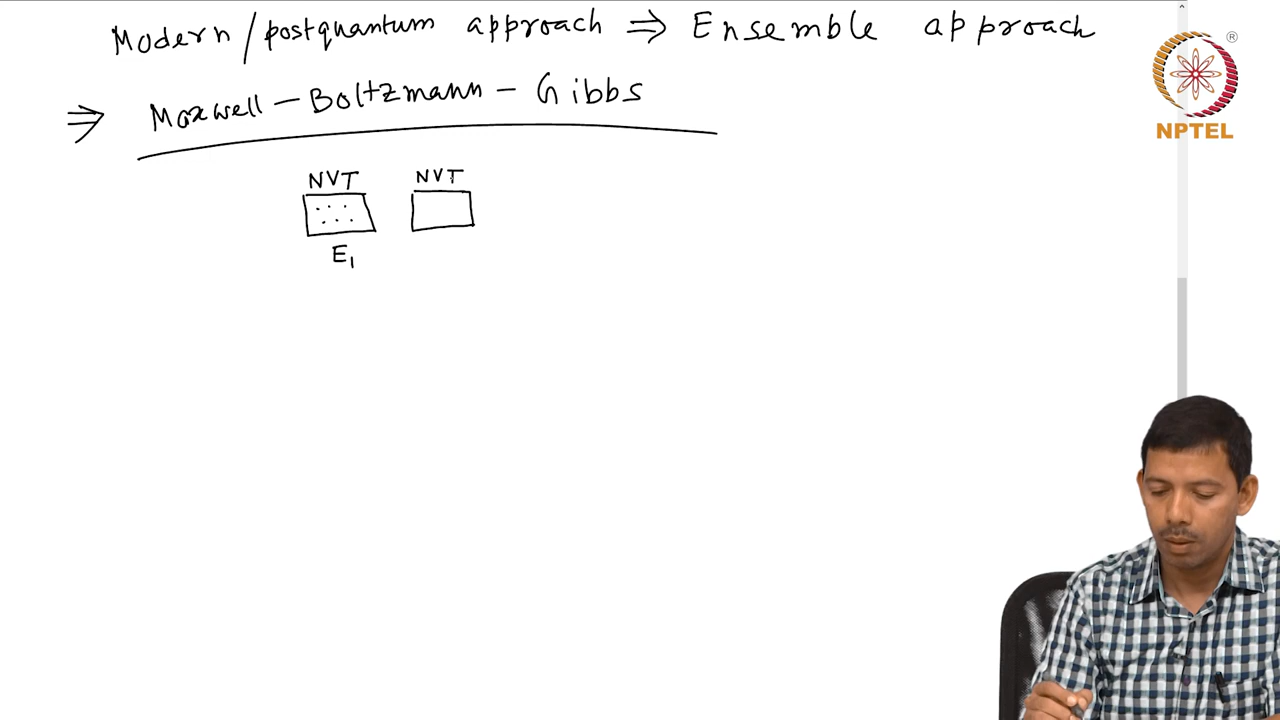 Modern/postquantum approach ⇒ Ensemble approach
®
NPTEL
⇒ Maxwell - Boltzmann - Gibbs
NVT NVT
E₁